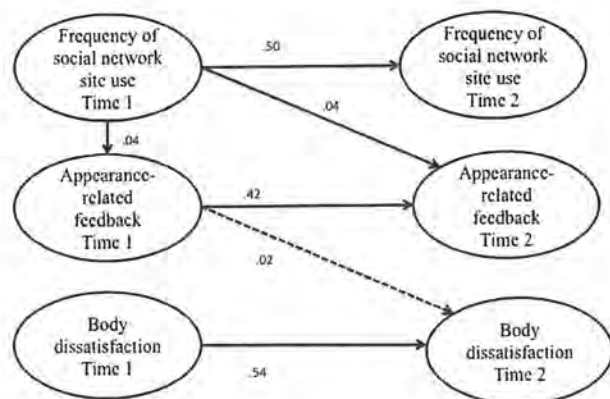 Frequency of
social network
site use
Time 1
.50
Frequency of
social network
site use
Time 2
.04
.04
Appearance-
related
feedback
Time 1
.42
Appearance-
related
feedback
Time 2
.02
Body
dissatisfaction
Time 1
.54
Body
dissatisfaction
Time 2